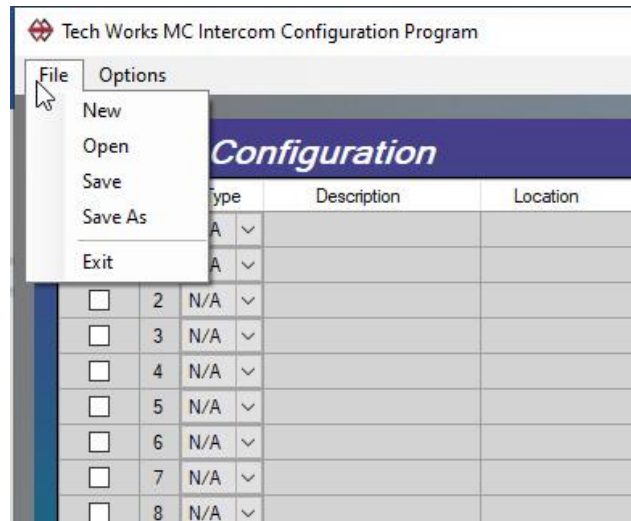 Tech Works MC Intercom Configuration Program
File Options
New
Open
Save
Save As
Exit
Configuration
Description Location
2 N/A
3 N/A
4 N/A
5 N/A
6 N/A
7 N/A
8 N/A